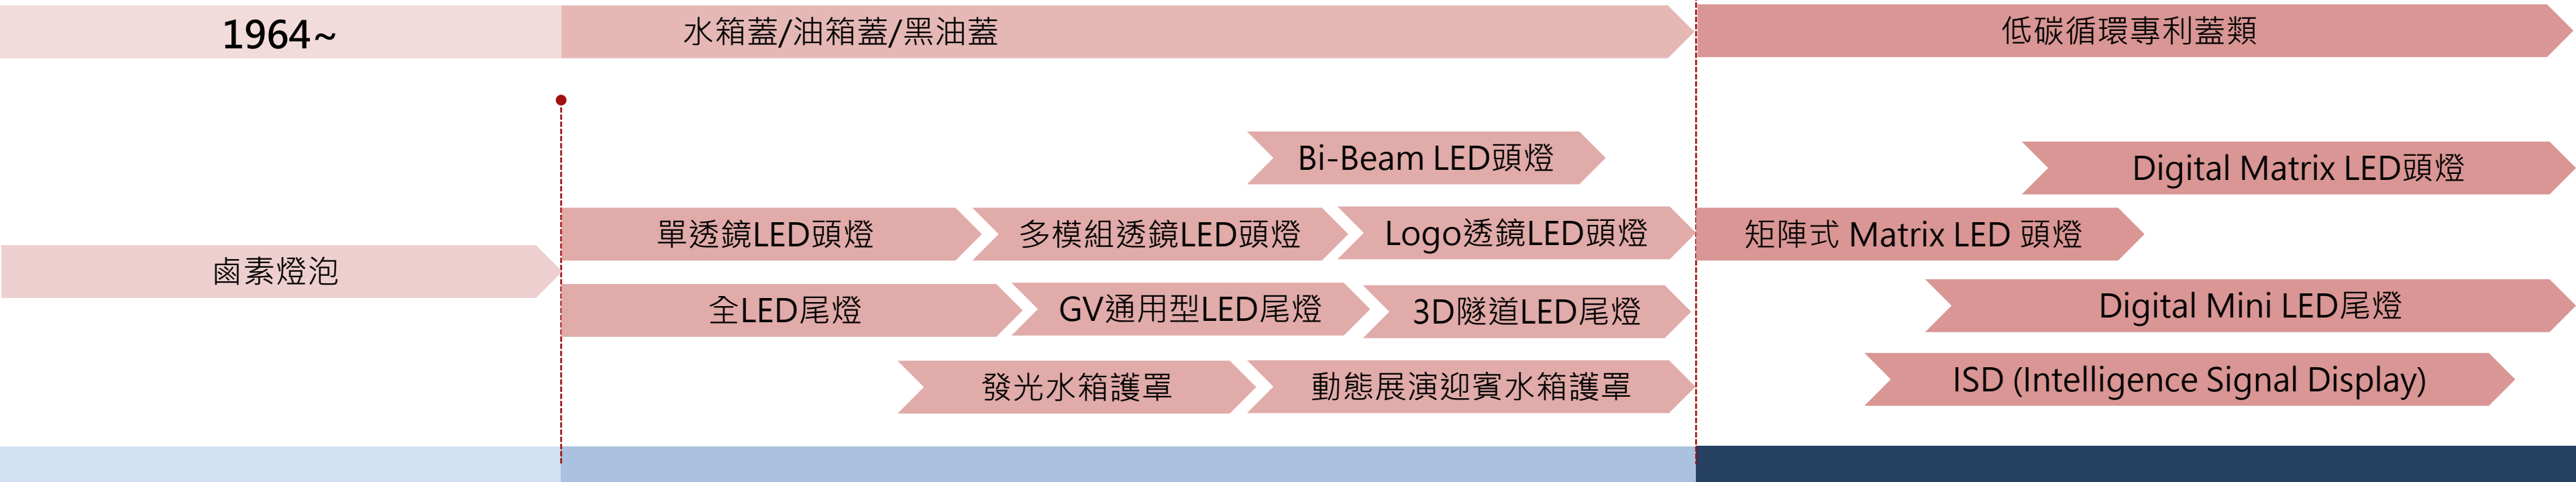 1964~
水箱蓋/油箱蓋/黑油蓋
低碳循環專利蓋類
Bi-Beam LED頭燈
Digital Matrix LED頭燈
單透鏡LED頭燈
多模組透鏡LED頭燈
Logo透鏡LED頭燈
矩陣式 Matrix LED 頭燈
鹵素燈泡
全LED尾燈
GV通用型LED尾燈
3D隧道LED尾燈
Digital Mini LED尾燈
發光水箱護罩
動態展演迎賓水箱護罩
ISD (Intelligence Signal Display)